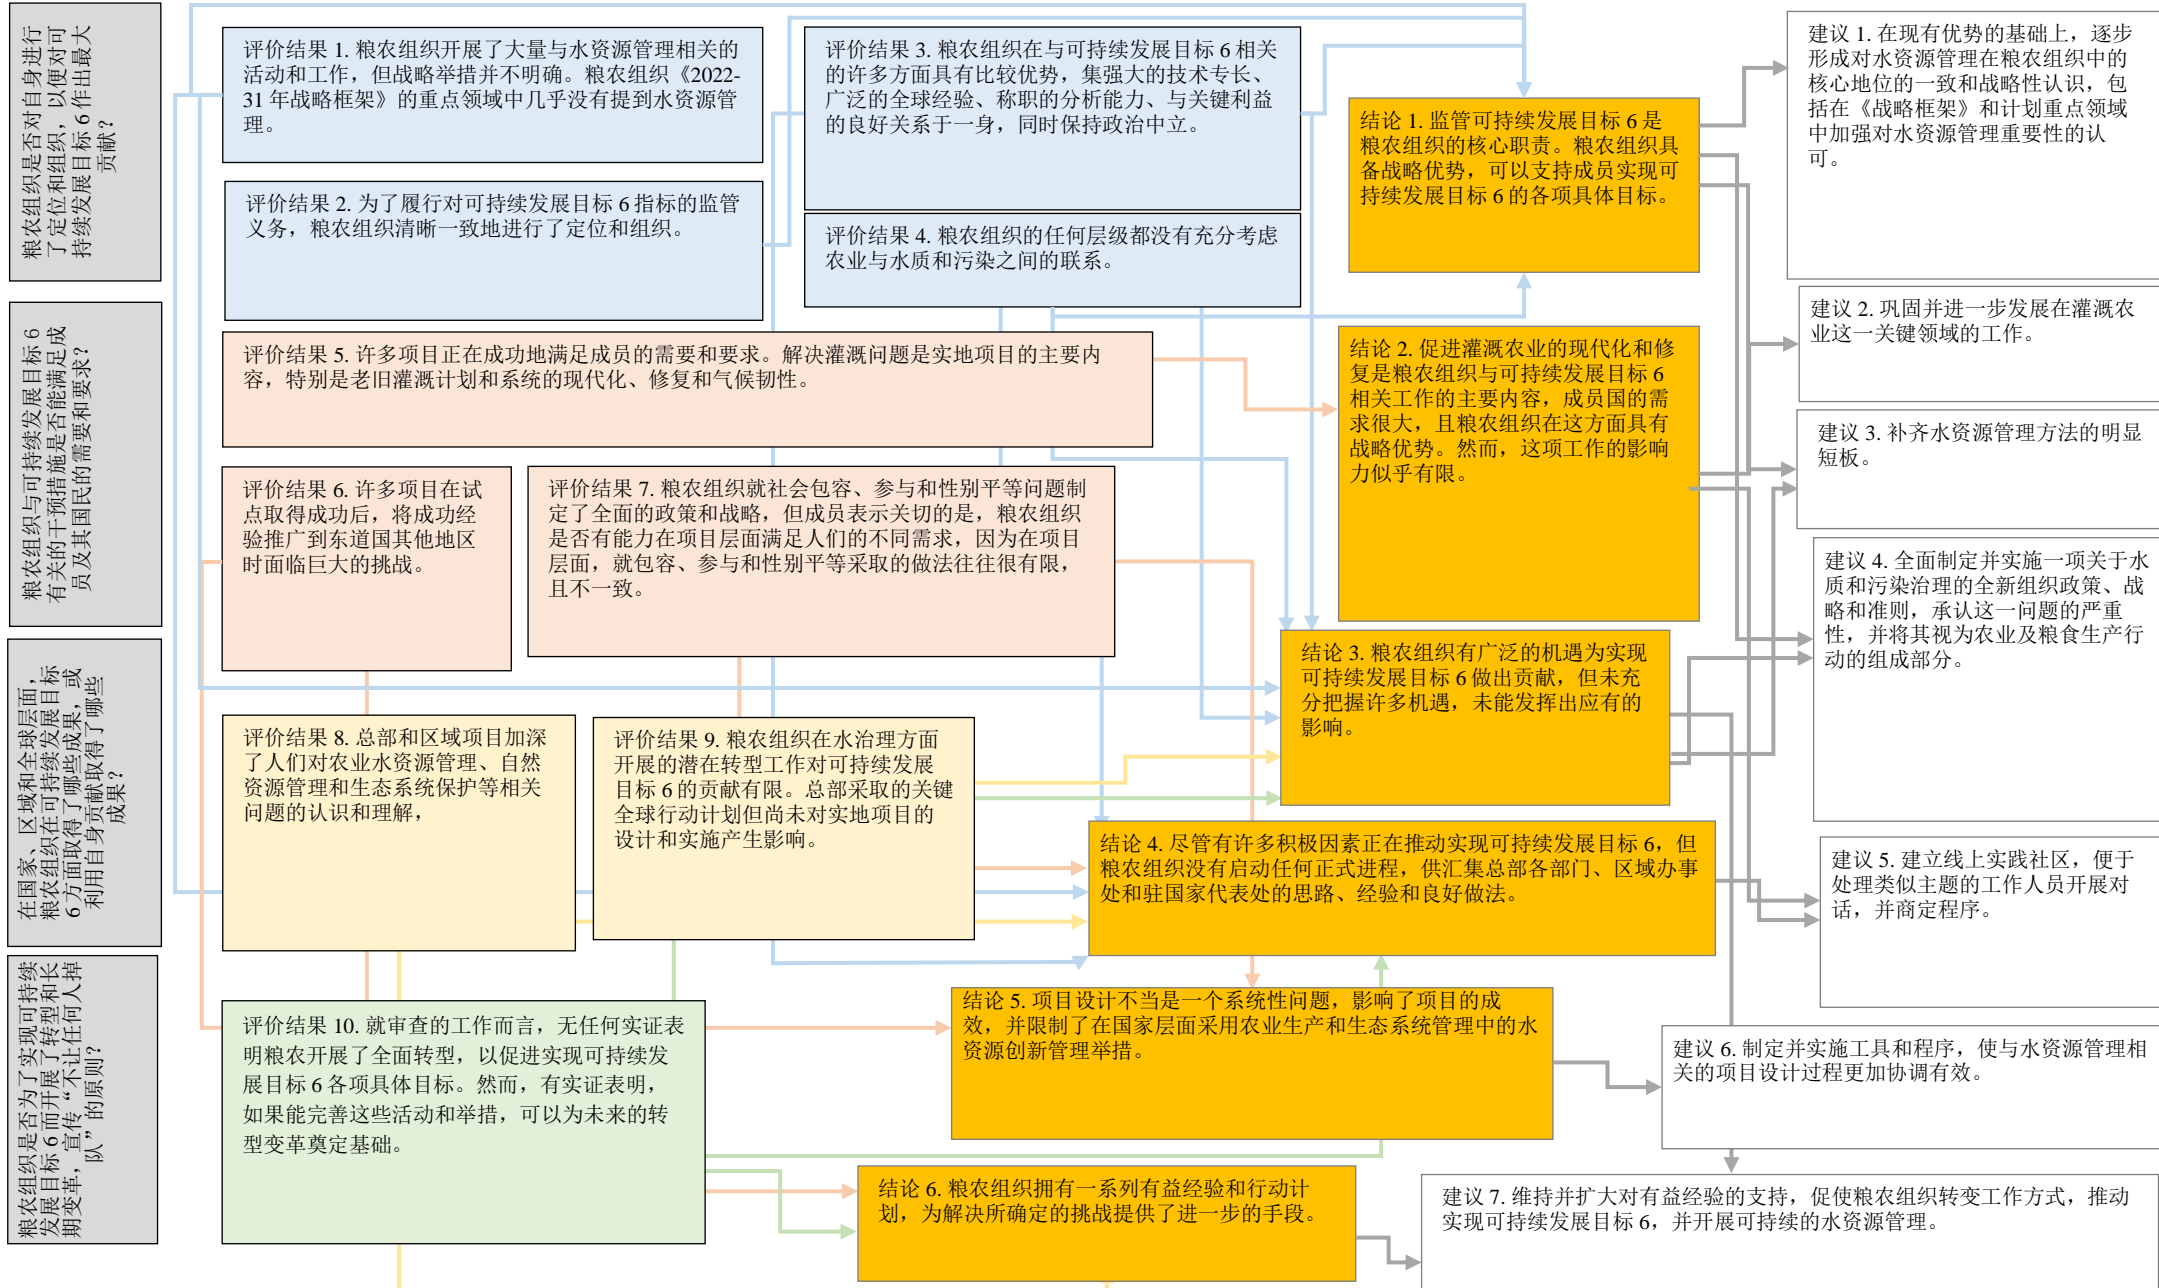 粮农组织是否对自身进行
了定位和组织，以便对可
持续发展目标 6 作出最大
贡献？
评价结果 1. 粮农组织开展了大量与水资源管理相关的
活动和工作，但战略举措并不明确。粮农组织《2022-
31 年战略框架》的重点领域中几乎没有提到水资源管
理。
评价结果 2. 为了履行对可持续发展目标 6 指标的监管
义务，粮农组织清晰一致地进行了定位和组织。
评价结果 3. 粮农组织在与可持续发展目标 6 相关
的许多方面具有比较优势，集强大的技术专长、
广泛的全球经验、称职的分析能力、与关键利益
的良好关系于一身，同时保持政治中立。
评价结果 4. 粮农组织的任何层级都没有充分考虑
农业与水质和污染之间的联系。
粮农组织与可持续发展目标 6
有关的干预措施是否能满足成
员及其国民的需要和要求？
评价结果 5. 许多项目正在成功地满足成员的需要和要求。解决灌溉问题是实地项目的主要内
容，特别是老旧灌溉计划和系统的现代化、修复和气候韧性。
评价结果 6. 许多项目在试
点取得成功后，将成功经
验推广到东道国其他地区
时面临巨大的挑战。
评价结果 7. 粮农组织就社会包容、参与和性别平等问题制
定了全面的政策和战略，但成员表示关切的是，粮农组织
是否有能力在项目层面满足人们的不同需求，因为在项目
层面，就包容、参与和性别平等采取的做法往往很有限，
且不一致。
在国家、区域和全球层面，
粮农组织在可持续发展目标
6 方面取得了哪些成果，或
利用自身贡献取得了哪些
成果？
评价结果 8. 总部和区域项目加深
了人们对农业水资源管理、自然
资源管理和生态系统保护等相关
问题的认识和理解，
评价结果 9. 粮农组织在水治理方面
开展的潜在转型工作对可持续发展
目标 6 的贡献有限。总部采取的关键
全球行动计划但尚未对实地项目的
设计和实施产生影响。
粮农组织是否为了实现可持续
发展目标 6 而开展了转型和长
期变革，宣传“不让任何人掉
队”的原则？
评价结果 10. 就审查的工作而言，无任何实证表
明粮农开展了全面转型，以促进实现可持续发
展目标 6 各项具体目标。然而，有实证表明，
如果能完善这些活动和举措，可以为未来的转
型变革奠定基础。
结论 1. 监管可持续发展目标 6 是
粮农组织的核心职责。粮农组织具
备战略优势，可以支持成员实现可
持续发展目标 6 的各项具体目标。
结论 2. 促进灌溉农业的现代化和修
复是粮农组织与可持续发展目标 6
相关工作的主要内容，成员国的需
求很大，且粮农组织在这方面具有
战略优势。然而，这项工作的影响
力似乎有限。
结论 3. 粮农组织有广泛的机遇为实现
可持续发展目标 6 做出贡献，但未充
分把握许多机遇，未能发挥出应有的
影响。
结论 4. 尽管有许多积极因素正在推动实现可持续发展目标 6，但
粮农组织没有启动任何正式进程，供汇集总部各部门、区域办事
处和驻国家代表处的思路、经验和良好做法。
结论 5. 项目设计不当是一个系统性问题，影响了项目的成
效，并限制了在国家层面采用农业生产和生态系统管理中的水
资源创新管理举措。
结论 6. 粮农组织拥有一系列有益经验和行动计
划，为解决所确定的挑战提供了进一步的手段。
建议 1. 在现有优势的基础上，逐步
形成对水资源管理在粮农组织中的
核心地位的一致和战略性认识，包
括在《战略框架》和计划重点领域
中加强对水资源管理重要性的认
可。
建议 2. 巩固并进一步发展在灌溉农
业这一关键领域的工作。
建议 3. 补齐水资源管理方法的明显
短板。
建议 4. 全面制定并实施一项关于水
质和污染治理的全新组织政策、战
略和准则，承认这一问题的严重
性，并将其视为农业及粮食生产行
动的组成部分。
建议 5. 建立线上实践社区，便于
处理类似主题的工作人员开展对
话，并商定程序。
建议 6. 制定并实施工具和程序，使与水资源管理相
关的项目设计过程更加协调有效。
建议 7. 维持并扩大对有益经验的支持，促使粮农组织转变工作方式，推动
实现可持续发展目标 6，并开展可持续的水资源管理。